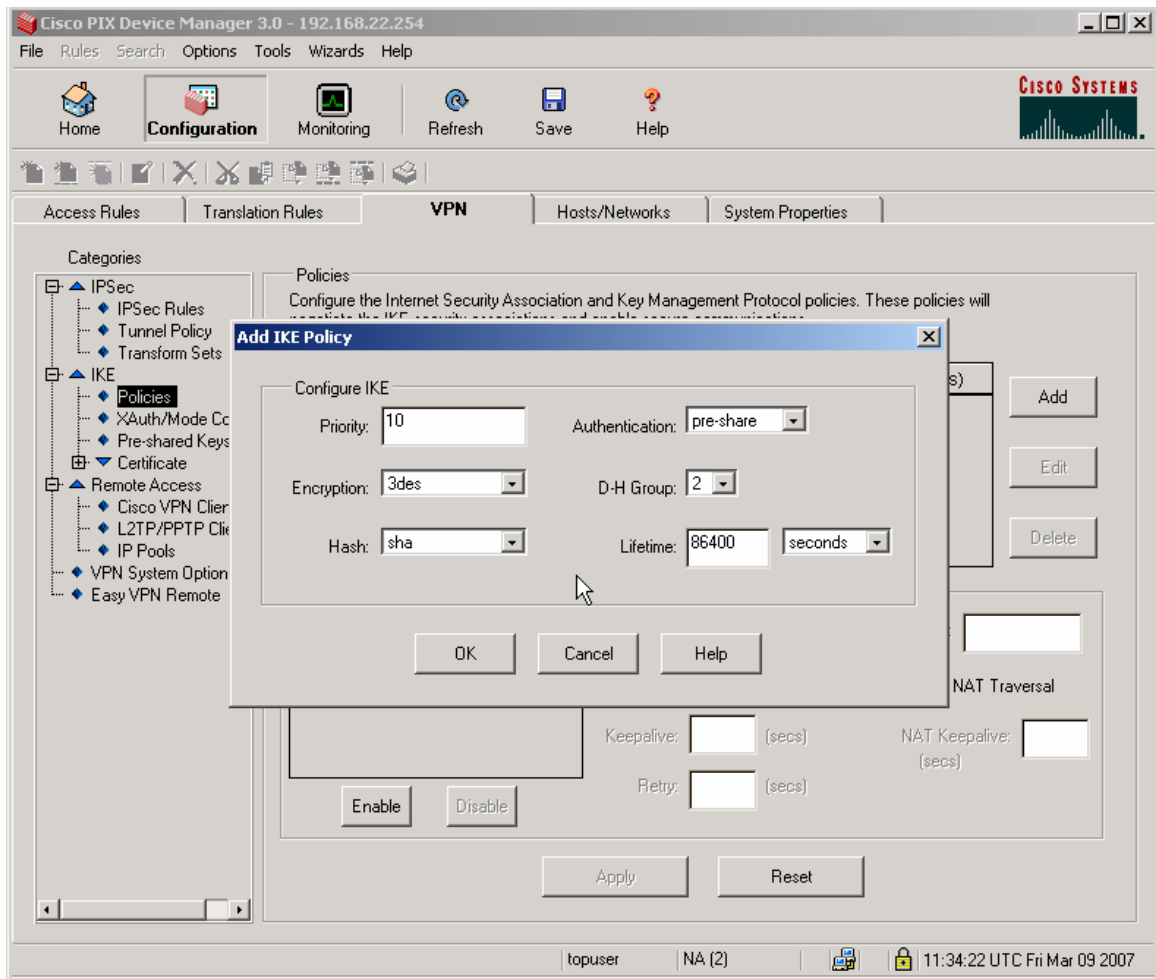 Cisco PIX Device Manager 3.0 - 192.168.22.254
File Rules Search Options Tools Wizards Help
Home Configuration Monitoring Refresh Save Help
CISCO SYSTEMS
Access Rules Translation Rules VPN Hosts/Networks System Properties
Categories
IPSec
IPSec Rules
Tunnel Policy
Transform Sets
IKE
Policies
XAuth/Mode Cc
Pre-shared Keys
Certificate
Remote Access
Cisco VPN Clier
L2TP/PPTP Clie
IP Pools
VPN System Option
Easy VPN Remote
Policies
Configure the Internet Security Association and Key Management Protocol policies. These policies will
Add IKE Policy
Configure IKE
Priority: 10 Authentication: pre-share
Encryption: 3des D-H Group: 2
Hash: sha Lifetime: 86400 seconds
OK Cancel Help
s)
Add
Edit
Delete
NAT Traversal
Keepalive: (secs) NAT Keepalive:
(secs)
Retry: (secs)
Enable Disable
Apply Reset
topuser NA (2) 11:34:22 UTC Fri Mar 09 2007